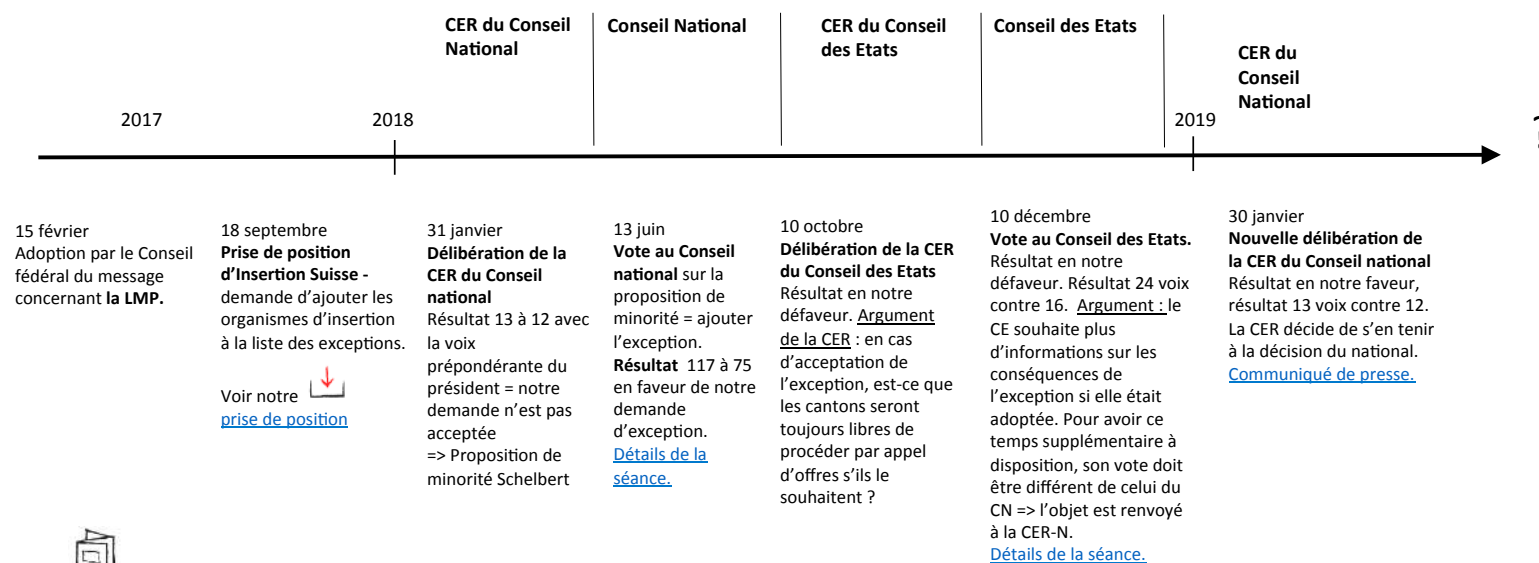 CER du Conseil
National
Conseil National
CER du Conseil
des Etats
Conseil des Etats
CER du
Conseil
National
2017
2018
2019
15 février
Adoption par le Conseil
fédéral du message
concernant la LMP.
18 septembre
Prise de position
d’Insertion Suisse -
demande d’ajouter les
organismes d’insertion
à la liste des exceptions.
Voir notre
prise de position
31 janvier
Délibération de la
CER du Conseil
national
Résultat 13 à 12 avec
la voix
prépondérante du
président = notre
demande n’est pas
acceptée
=> Proposition de
minorité Schelbert
13 juin
Vote au Conseil
national sur la
proposition de
minorité = ajouter
l’exception.
Résultat 117 à 75
en faveur de notre
demande
d’exception.
Détails de la
séance.
10 octobre
Délibération de la CER
du Conseil des Etats
Résultat en notre
défaveur. Argument
de la CER : en cas
d’acceptation de
l’exception, est-ce que
les cantons seront
toujours libres de
procéder par appel
d’offres s’ils le
souhaitent ?
10 décembre
Vote au Conseil des Etats.
Résultat en notre
défaveur. Résultat 24 voix
contre 16. Argument : le
CE souhaite plus
d’informations sur les
conséquences de
l’exception si elle était
adoptée. Pour avoir ce
temps supplémentaire à
disposition, son vote doit
être différent de celui du
CN => l’objet est renvoyé
à la CER-N.
Détails de la séance.
30 janvier
Nouvelle délibération de
la CER du Conseil national
Résultat en notre faveur,
résultat 13 voix contre 12.
La CER décide de s’en tenir
à la décision du national.
Communiqué de presse.